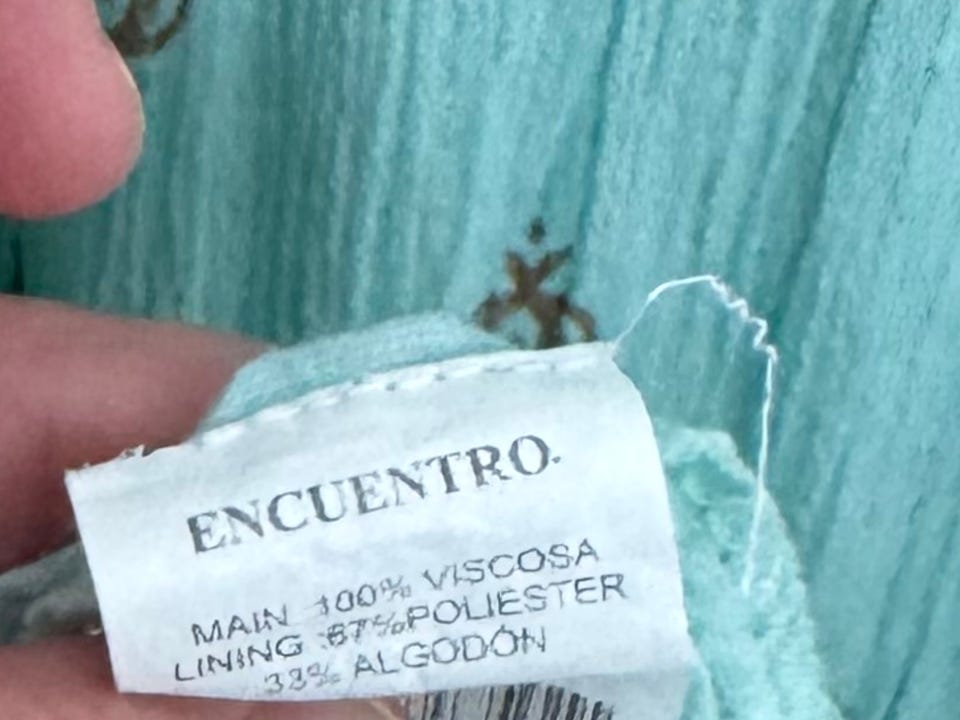 ENCUENTRO.
MAIN 100% VISCOSA
LINING :67%POLIESTER
33% ALGODÓN